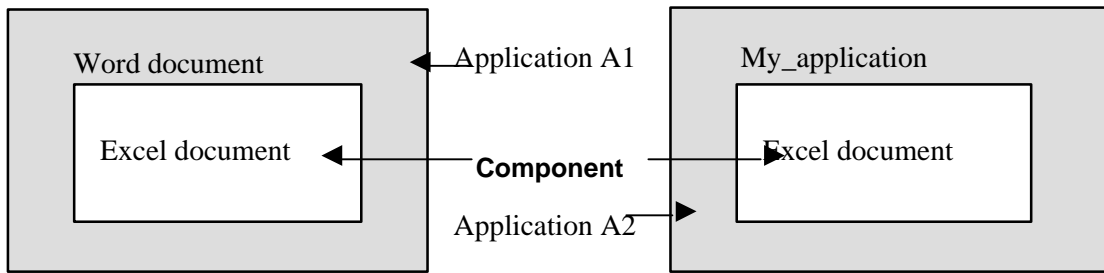 Word document
Application A1
My_application
Excel document
Component
Excel document
Application A2